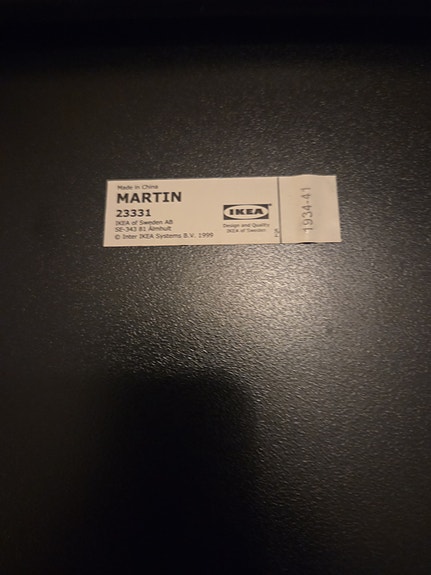 Made in China
MARTIN
23331
IKEA of Sweden AB
SE-343 81 Älmhult
© Inter IKEA Systems B.V. 1999
IKEA®
Design and Quality
IKEA of Sweden
1934-41